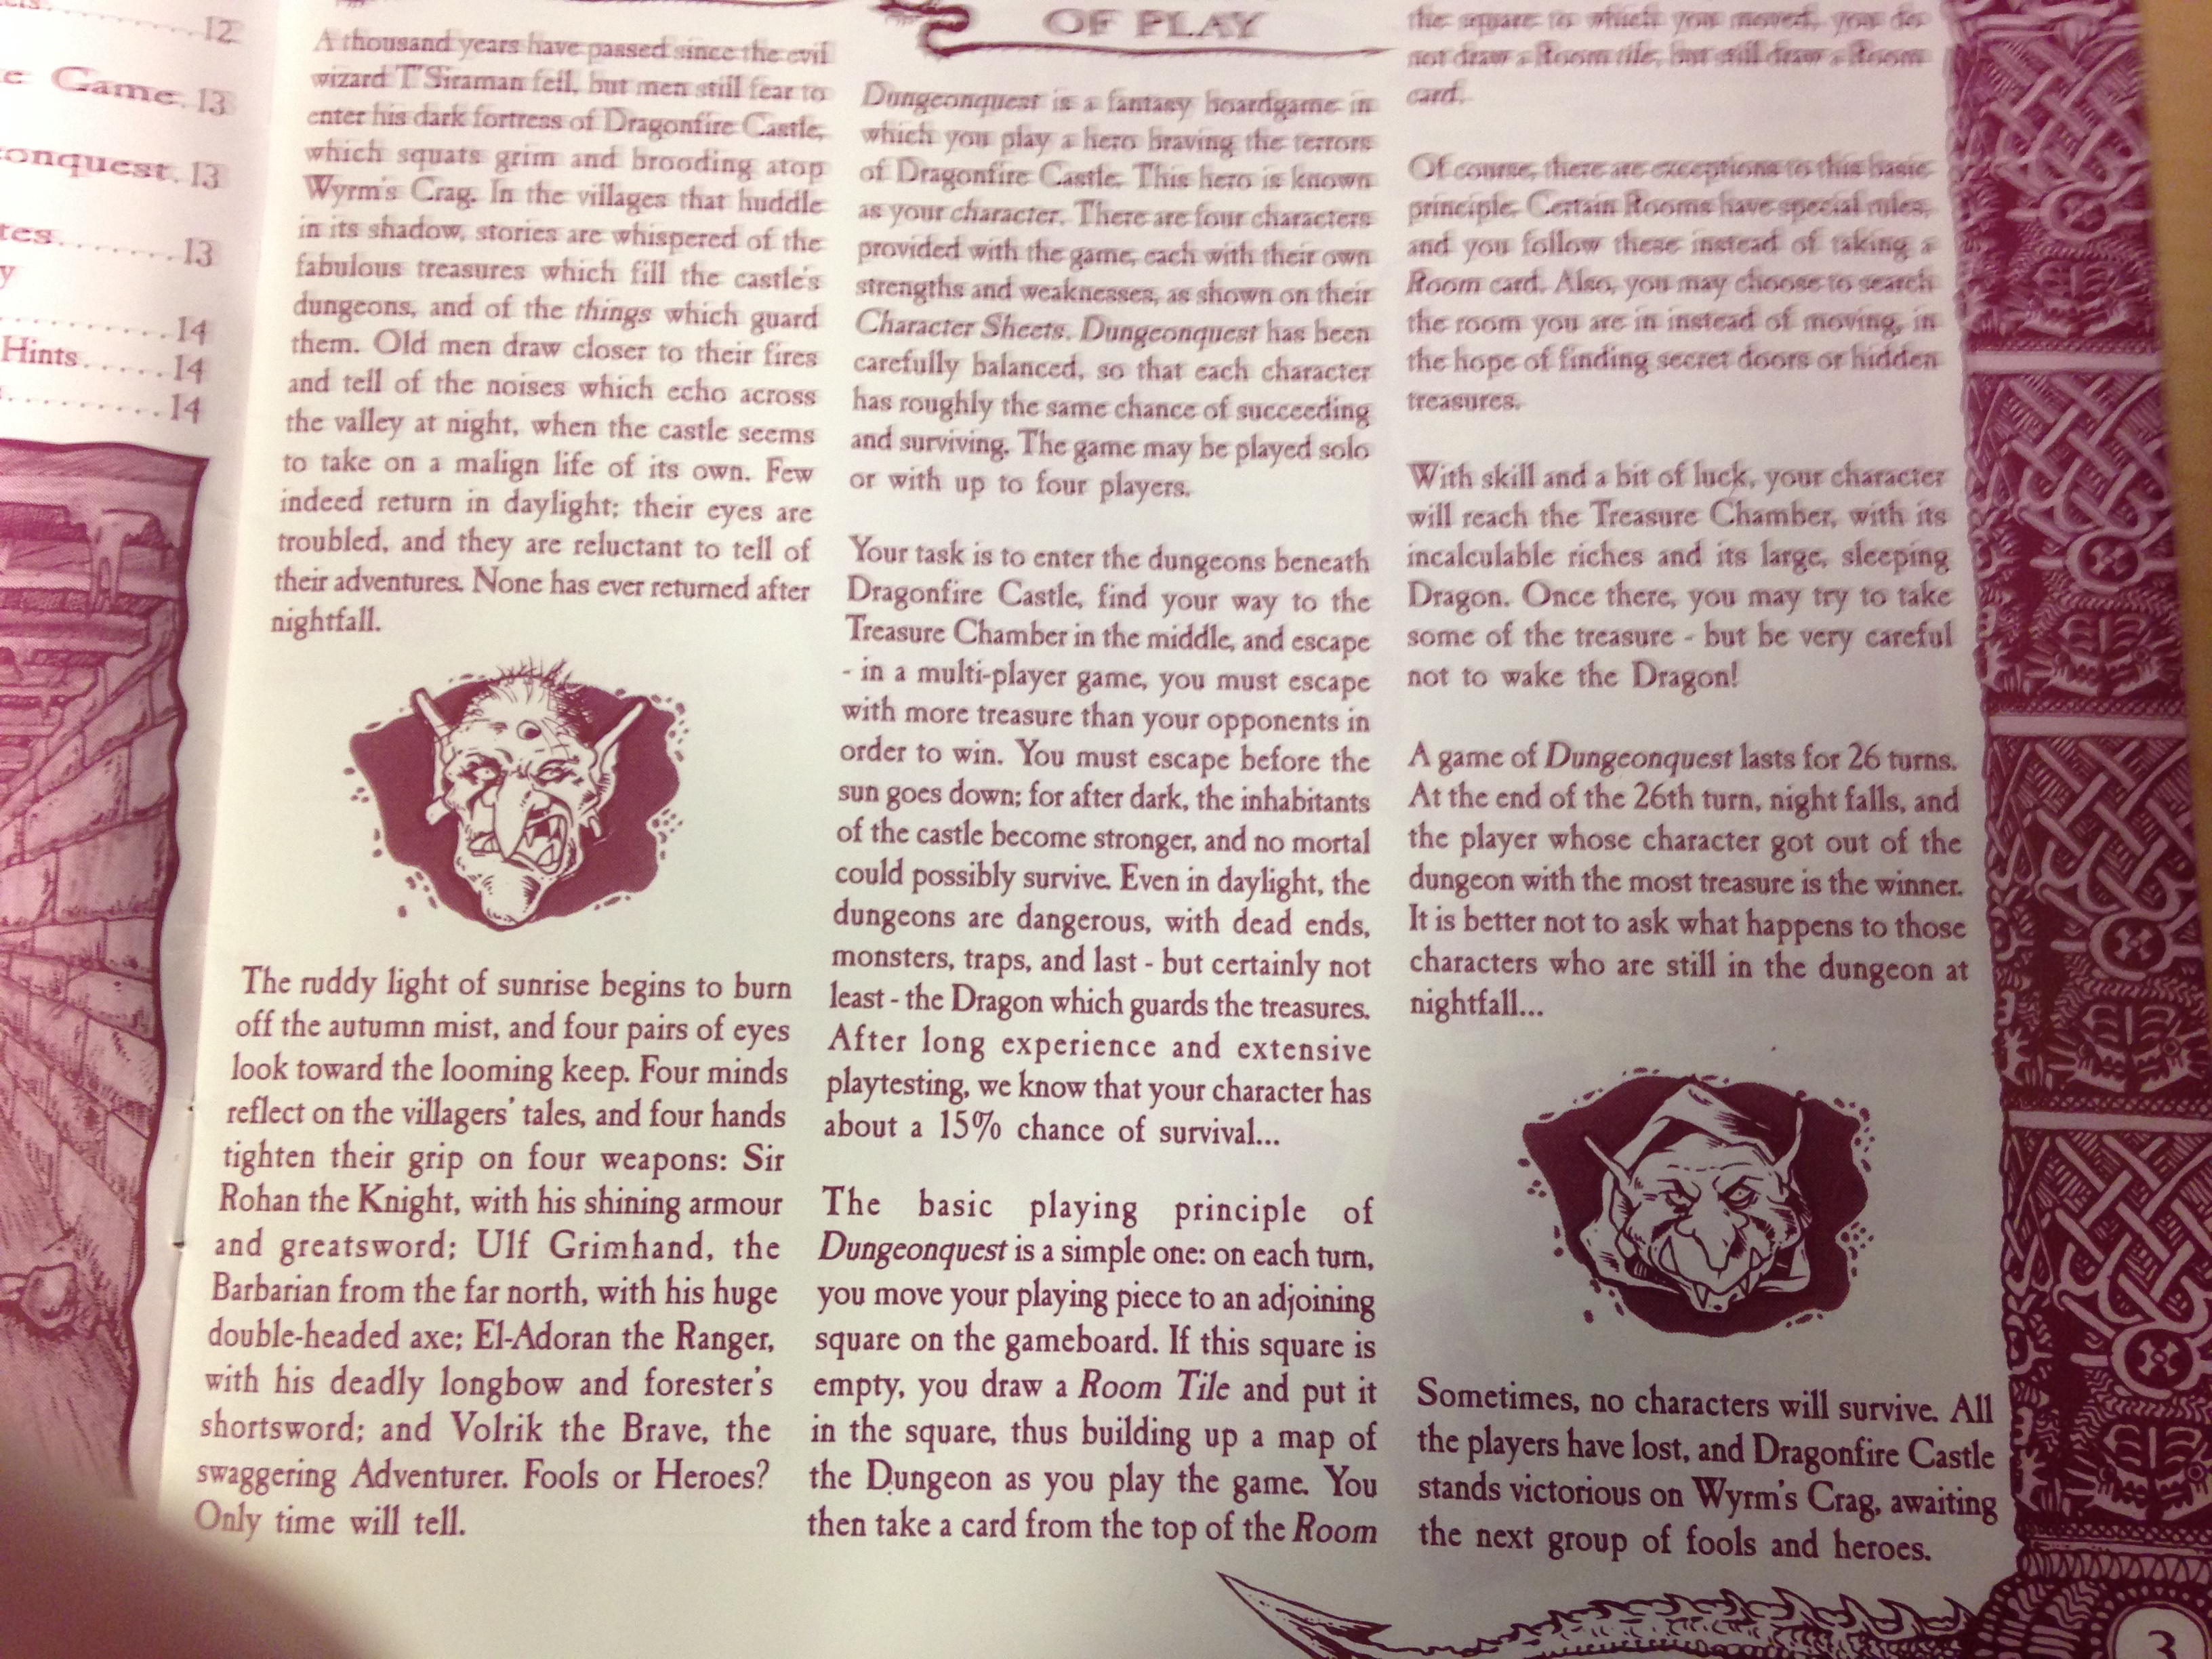 12
e Game. 13
onquest. 13
tes.......13
y
..........14
Hints......14
..........14
A thousand years have passed since the evil
wizard T'Siraman fell, but men still fear to
enter his dark fortress of Dragonfire Castle,
which squats grim and brooding atop
Wyrm's Crag. In the villages that huddle
in its shadow, stories are whispered of the
fabulous treasures which fill the castle's
dungeons, and of the things which guard
them. Old men draw closer to their fires
and tell of the noises which echo across
the valley at night, when the castle seems
to take on a malign life of its own. Few
indeed return in daylight; their eyes are
troubled, and they are reluctant to tell of
their adventures. None has ever returned after
nightfall.
The ruddy light of sunrise begins to burn
off the autumn mist, and four pairs of eyes
look toward the looming keep. Four minds
reflect on the villagers' tales, and four hands
tighten their grip on four weapons: Sir
Rohan the Knight, with his shining armour
and greatsword; Ulf Grimhand, the
Barbarian from the far north, with his huge
double-headed axe; El-Adoran the Ranger,
with his deadly longbow and forester's
shortsword; and Volrik the Brave, the
swaggering Adventurer. Fools or Heroes?
Only time will tell.
OF PLAY
Dungeonquest is a fantasy boardgame in
which you play a hero braving the terrors
of Dragonfire Castle. This hero is known
as your character. There are four characters
provided with the game, each with their own
strengths and weaknesses, as shown on their
Character Sheets. Dungeonquest has been
carefully balanced, so that each character
has roughly the same chance of succeeding
and surviving. The game may be played solo
or with up to four players.
Your task is to enter the dungeons beneath
Dragonfire Castle, find your way to the
Treasure Chamber in the middle, and escape
- in a multi-player game, you must escape
with more treasure than your opponents in
order to win. You must escape before the
sun goes down; for after dark, the inhabitants
of the castle become stronger, and no mortal
could possibly survive. Even in daylight, the
dungeons are dangerous, with dead ends,
monsters, traps, and last - but certainly not
least - the Dragon which guards the treasures.
After long experience and extensive
playtesting, we know that your character has
about a 15% chance of survival...
The basic playing principle of
Dungeonquest is a simple one: on each turn,
you move your playing piece to an adjoining
square on the gameboard. If this square is
empty, you draw a Room Tile and put it
in the square, thus building up a map of
the Dungeon as you play the game. You
then take a card from the top of the Room
the square to which you moved, you do
not draw a Room tile, but still draw a Room
card.
Of course, there are exceptions to this basic
principle. Certain Rooms have special rules,
and you follow these instead of taking a
Room card. Also, you may choose to search
the room you are in instead of moving, in
the hope of finding secret doors or hidden
treasures.
With skill and a bit of luck, your character
will reach the Treasure Chamber, with its
incalculable riches and its large, sleeping
Dragon. Once there, you may try to take
some of the treasure - but be very careful
not to wake the Dragon!
A game of Dungeonquest lasts for 26 turns.
At the end of the 26th turn, night falls, and
the player whose character got out of the
dungeon with the most treasure is the winner.
It is better not to ask what happens to those
characters who are still in the dungeon at
nightfall...
Sometimes, no characters will survive. All
the players have lost, and Dragonfire Castle
stands victorious on Wyrm's Crag, awaiting
the next group of fools and heroes.
3